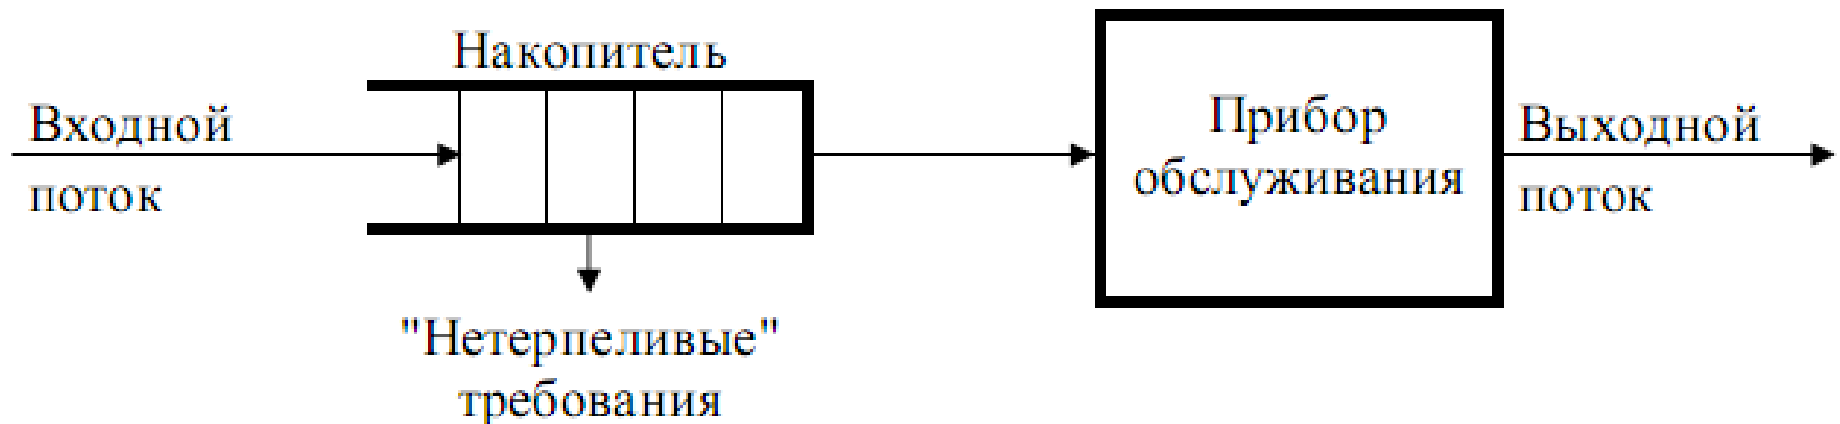 Накопитель
Входной
поток
"Нетерпеливые"
требования
Прибор
обслуживания
Выходной
поток